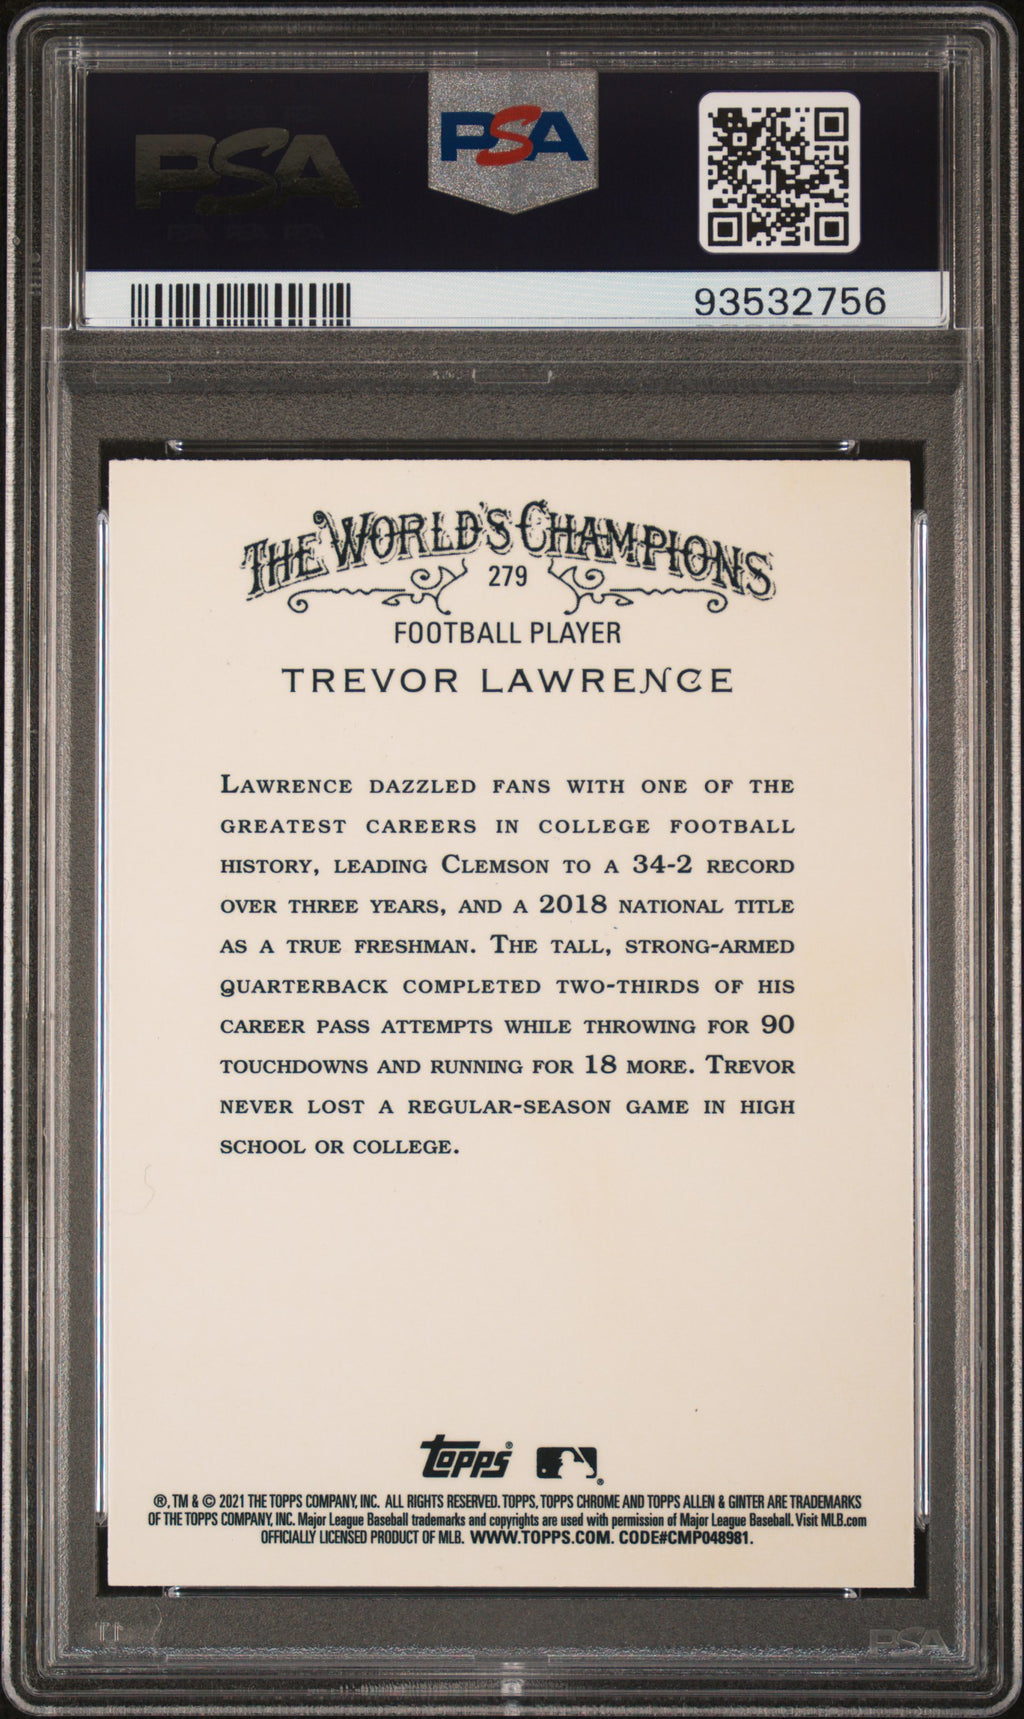 PSA
PSA
93532756
THE WORLD'S CHAMPIONS
279
FOOTBALL PLAYER
TREVOR LAWRENCE
LAWRENCE DAZZLED FANS WITH ONE OF THE
GREATEST CAREERS IN COLLEGE FOOTBALL
HISTORY, LEADING CLEMSON TO A 34-2 RECORD
OVER THREE YEARS, AND A 2018 NATIONAL TITLE
AS A TRUE FRESHMAN. THE TALL, STRONG-ARMED
QUARTERBACK COMPLETED TWO-THIRDS OF HIS
CAREER PASS ATTEMPTS WHILE THROWING FOR 90
TOUCHDOWNS AND RUNNING FOR 18 MORE. TREVOR
NEVER LOST A REGULAR-SEASON GAME IN HIGH
SCHOOL OR COLLEGE.
Topps®
®, TM & © 2021 THE TOPPS COMPANY, INC. ALL RIGHTS RESERVED. TOPPS, TOPPS CHROME AND TOPPS ALLEN & GINTER ARE TRADEMARKS
OF THE TOPPS COMPANY, INC. Major League Baseball trademarks and copyrights are used with permission of Major League Baseball. Visit MLB.com
OFFICIALLY LICENSED PRODUCT OF MLB. WWW.TOPPS.COM. CODE#CMP048981.
PSA